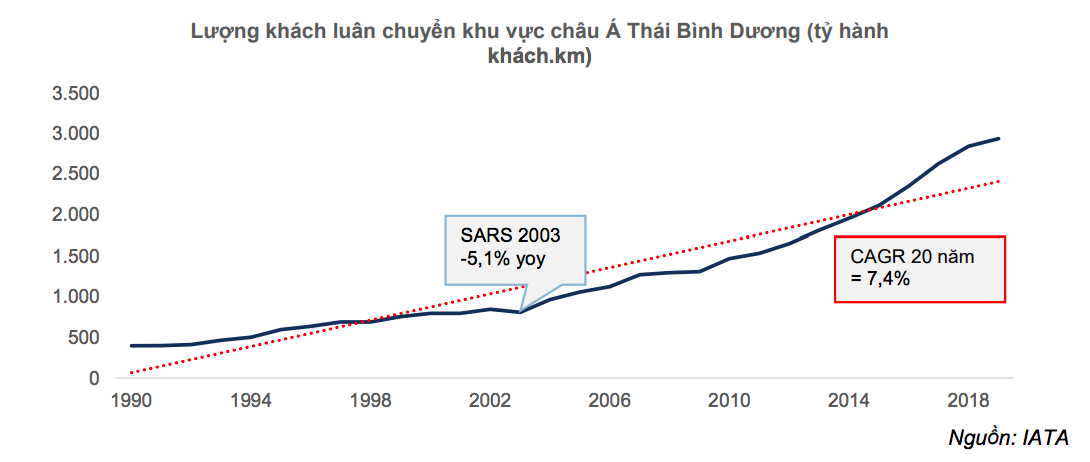 Lượng khách luân chuyển khu vực châu Á Thái Bình Dương (tỷ hành
khách.km)
3.500
3.000
2.500
2.000
1.500
1.000
500
0
SARS 2003
-5,1% yoy
CAGR 20 năm
= 7,4%
1990 1994 1998 2002 2006 2010 2014 2018
Nguồn: IATA